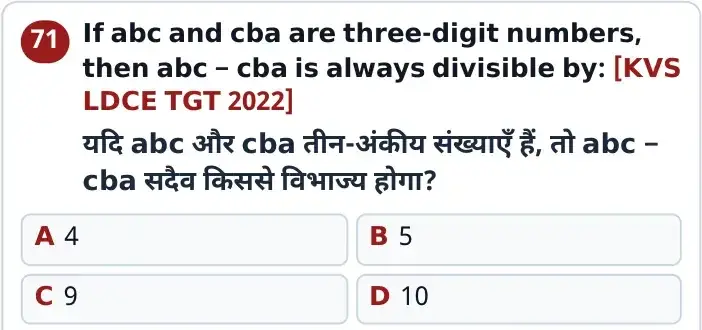 71 If abc and cba are three-digit numbers,
then abc – cba is always divisible by: [KVS
LDCE TGT 2022]
यदि abc और cba तीन-अंकीय संख्याएँ हैं, तो abc –
cba सदैव किससे विभाज्य होगा?
A 4
B 5
C 9
D 10